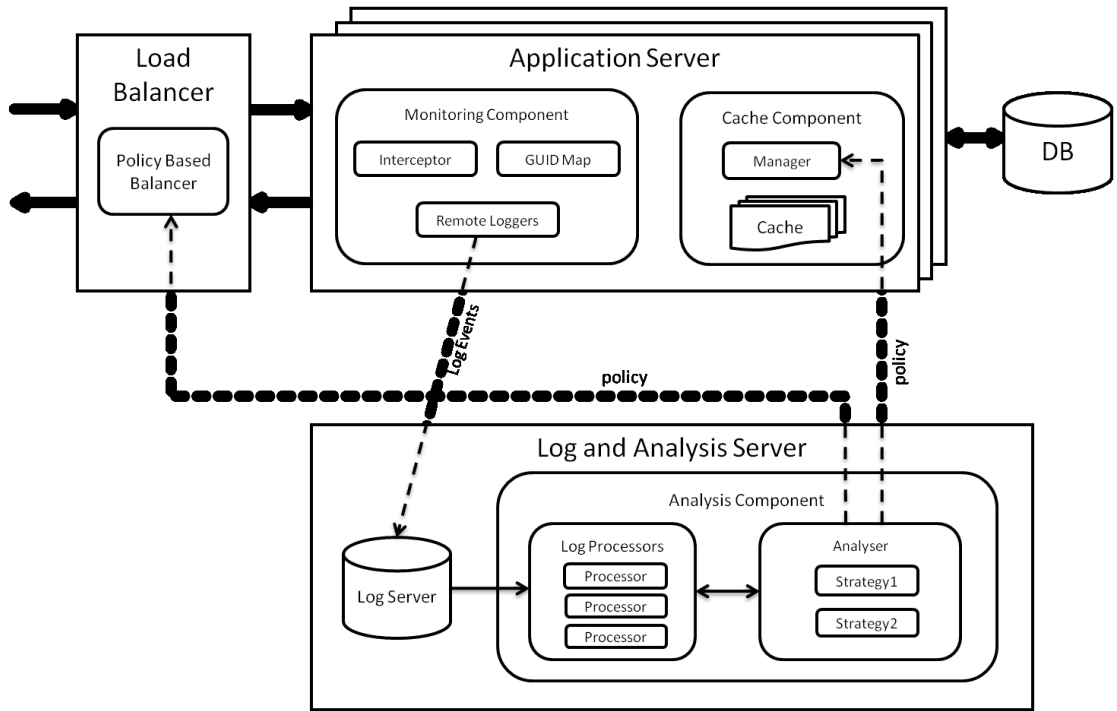 Load
Balancer
Policy Based
Balancer
Application Server
Monitoring Component
Interceptor
GUID Map
Remote Loggers
Cache Component
Manager
Cache
DB
Log Events
policy
policy
Log and Analysis Server
Analysis Component
Log Server
Log Processors
Processor
Processor
Processor
Analyser
Strategy1
Strategy2